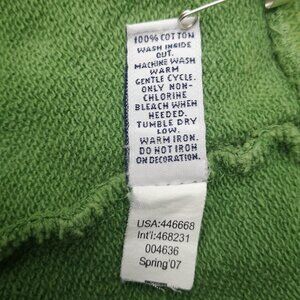 100% COTTON
WASH INSIDE
OUT.
MACHINE WASH
WARM
GENTLE CYCLE.
ONLY NON-
CHLORINE
BLEACH WHEN
NEEDED.
TUMBLE DRY
LOW.
WARM IRON.
DO NOT IRON
ON DECORATION.
USA:446668
Int'l:468231
004636
Spring'07